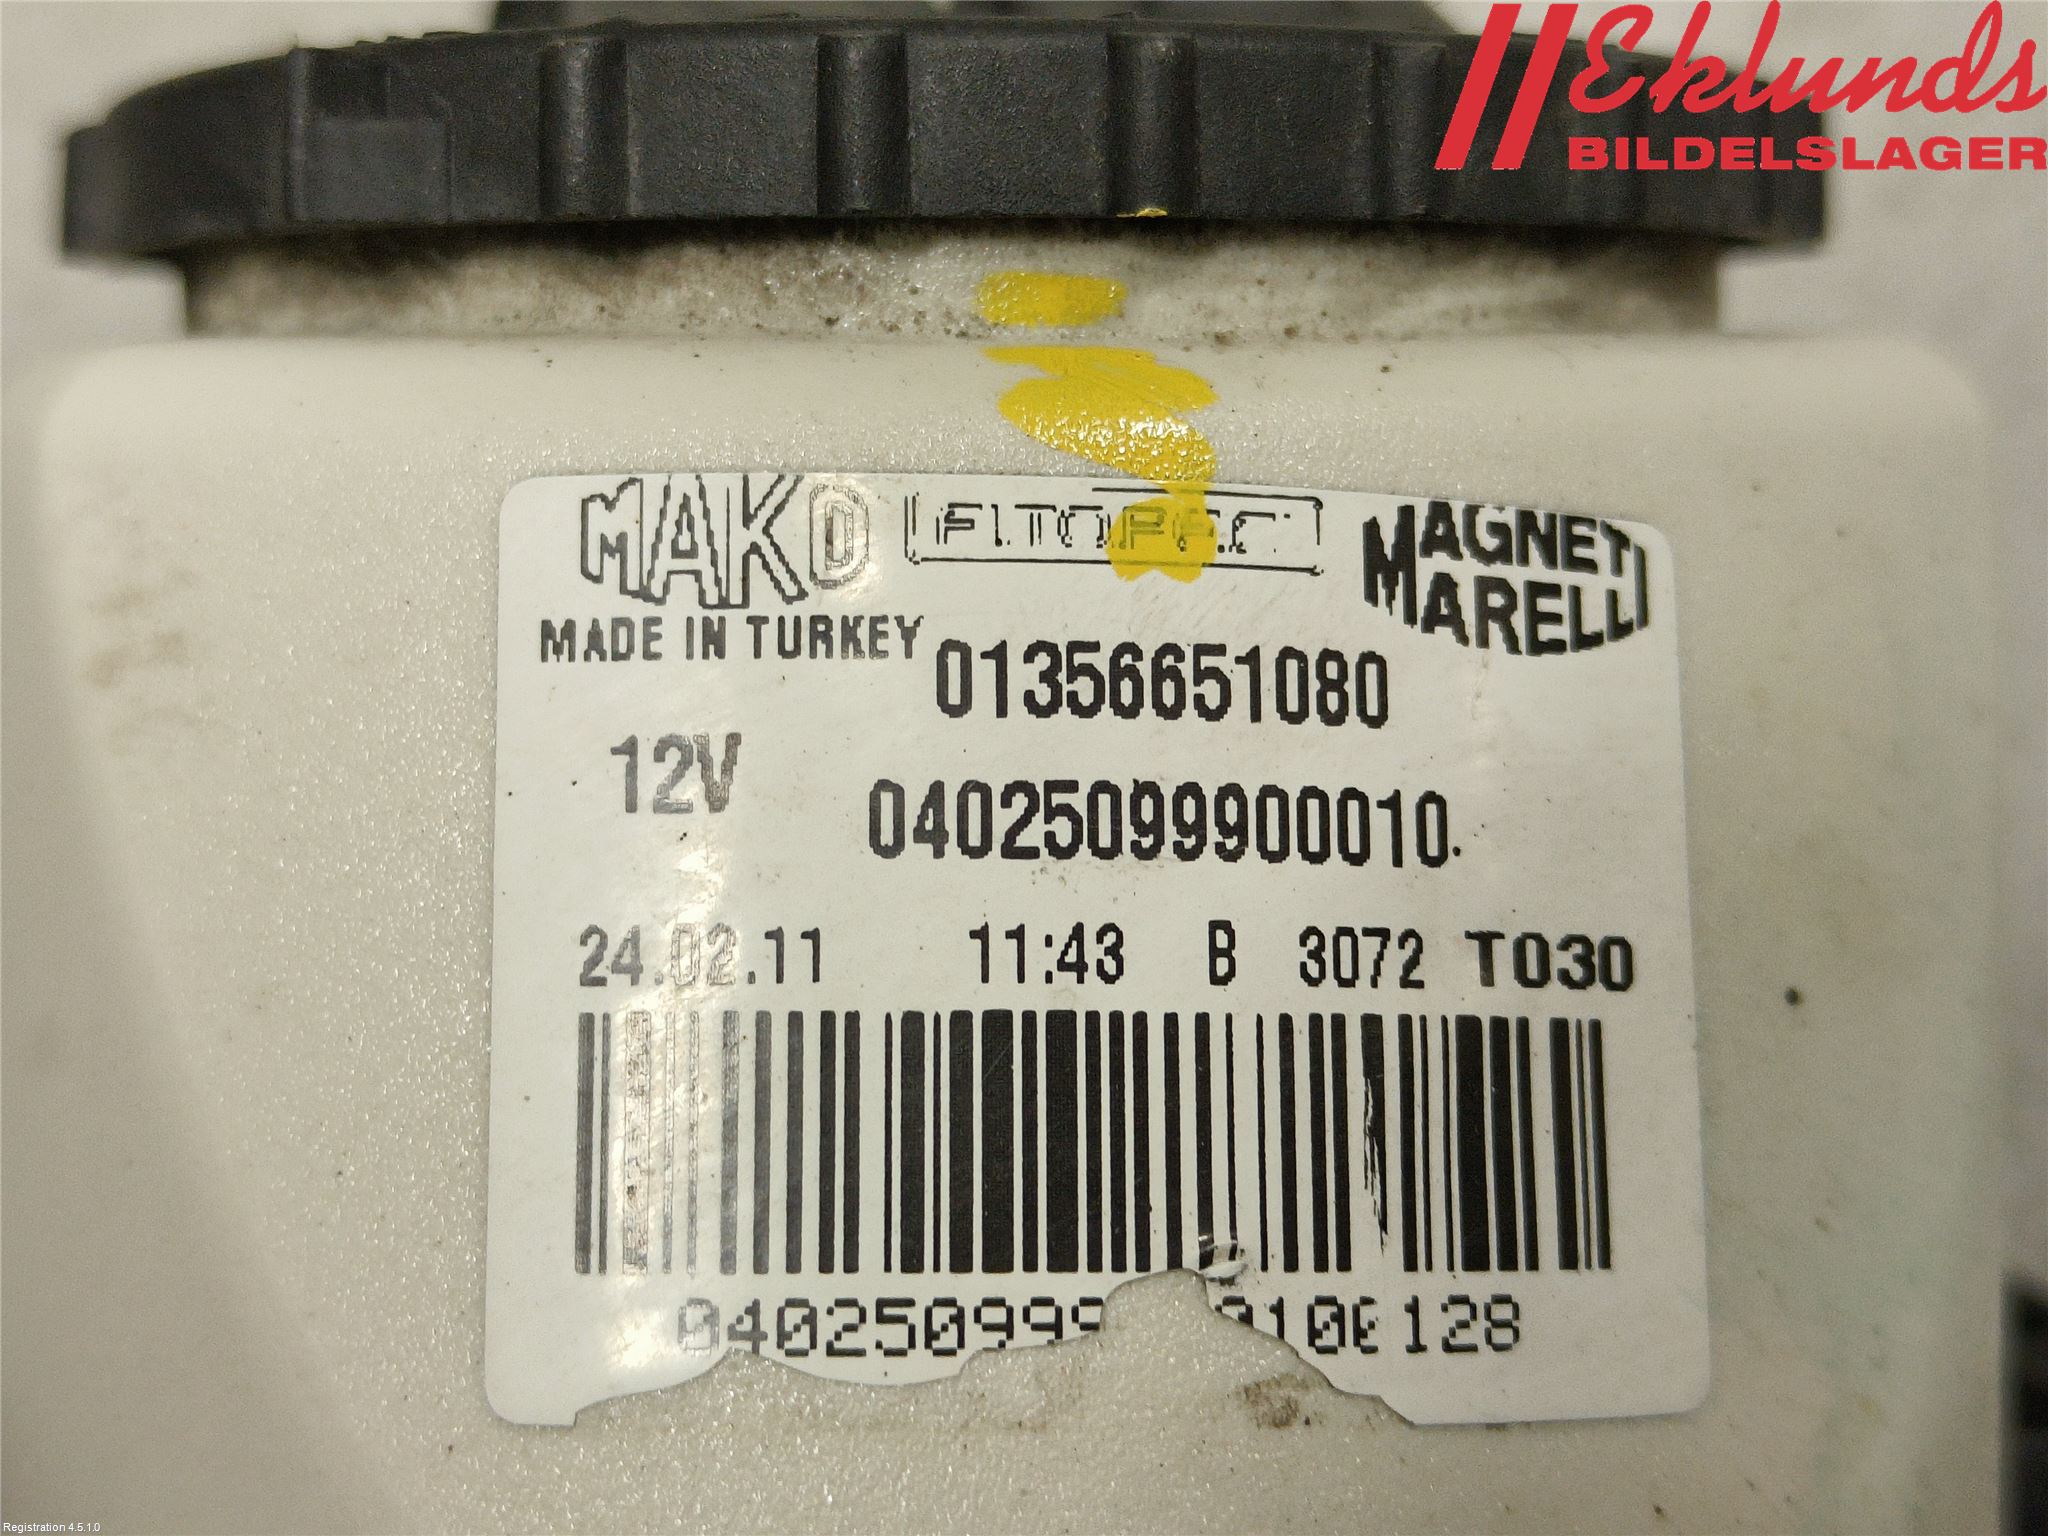 Eklunds
BILDELSLAGER
MAKO
MAGNETI
MARELLI
MADE IN TURKEY
01356651080
12V
04025099900010
24.02.11 11:43 B 3072 T030
128
Registration 4.5.1.0